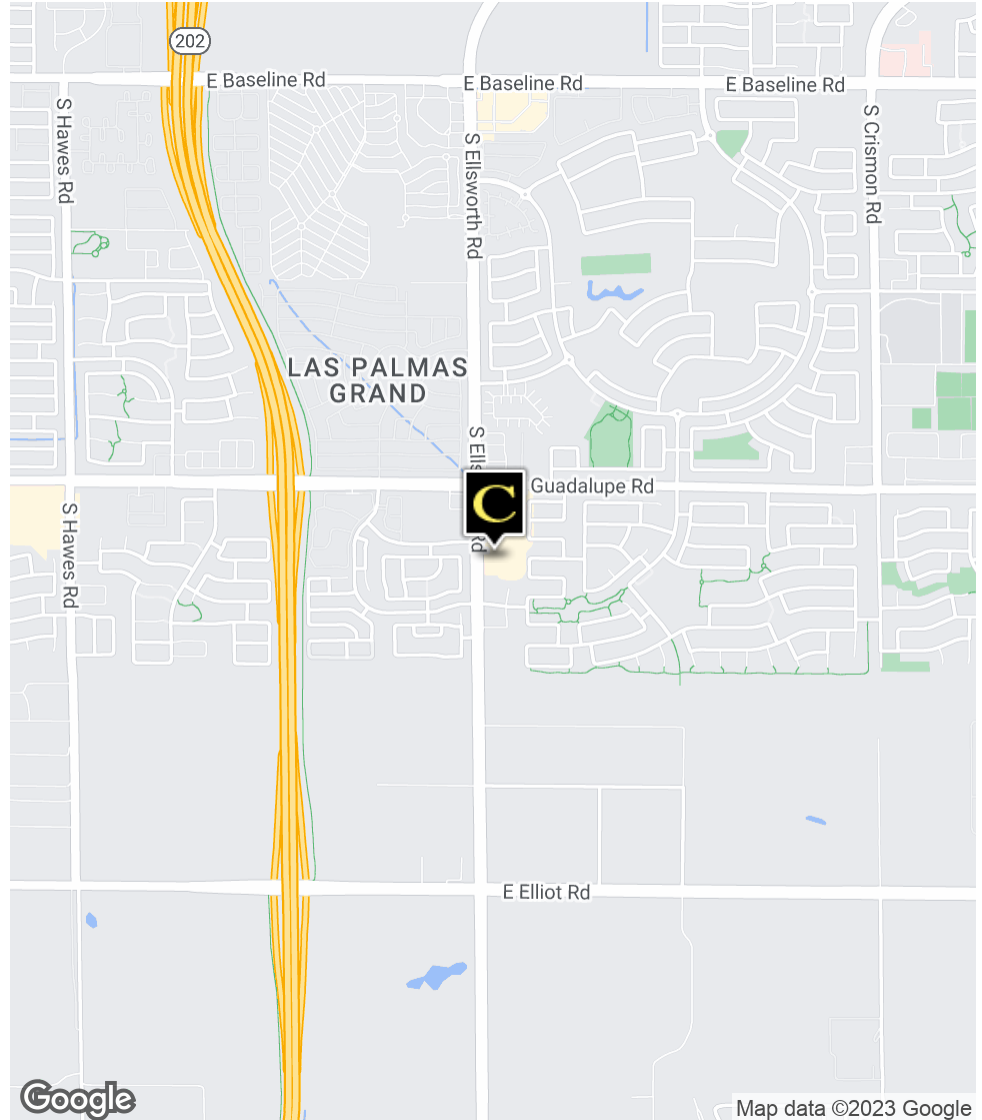 202
E Baseline Rd
E Baseline Rd
E Baseline Rd
S Hawes Rd
S Ellsworth Rd
S Crismon Rd
LAS PALMAS
GRAND
S Ells
Rd
C
Guadalupe Rd
S Hawes Rd
E Elliot Rd
Google
Map data ©2023 Google